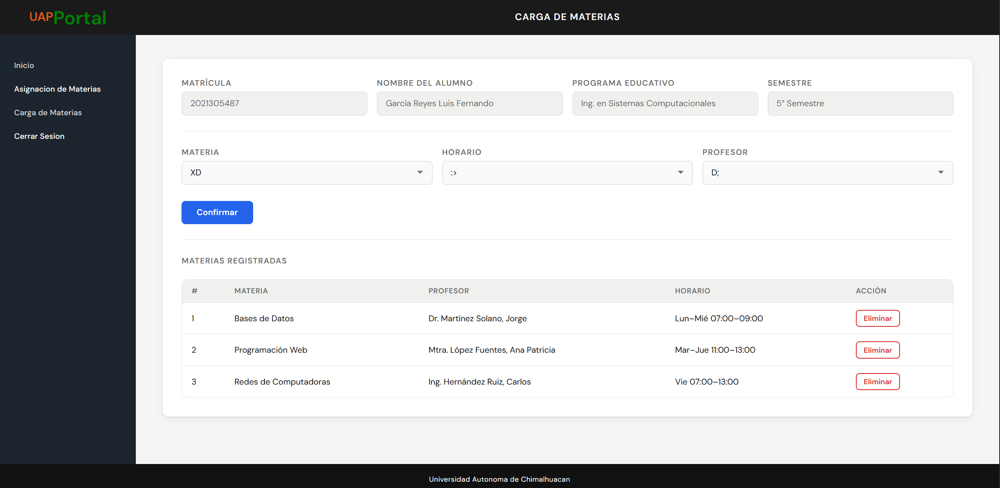 UAPPortal
CARGA DE MATERIAS
Inicio
Asignacion de Materias
Carga de Materias
Cerrar Sesion
MATRÍCULA NOMBRE DEL ALUMNO PROGRAMA EDUCATIVO SEMESTRE
2021305487 García Reyes Luis Fernando Ing. en Sistemas Computacionales 5° Semestre
MATERIA HORARIO PROFESOR
XD :> D;
Confirmar
MATERIAS REGISTRADAS
# MATERIA PROFESOR HORARIO ACCIÓN
1 Bases de Datos Dr. Martínez Solano, Jorge Lun–Mié 07:00–09:00 Eliminar
2 Programación Web Mtra. López Fuentes, Ana Patricia Mar–Jue 11:00–13:00 Eliminar
3 Redes de Computadoras Ing. Hernández Ruiz, Carlos Vie 07:00–13:00 Eliminar
Universidad Autonoma de Chimalhuacan